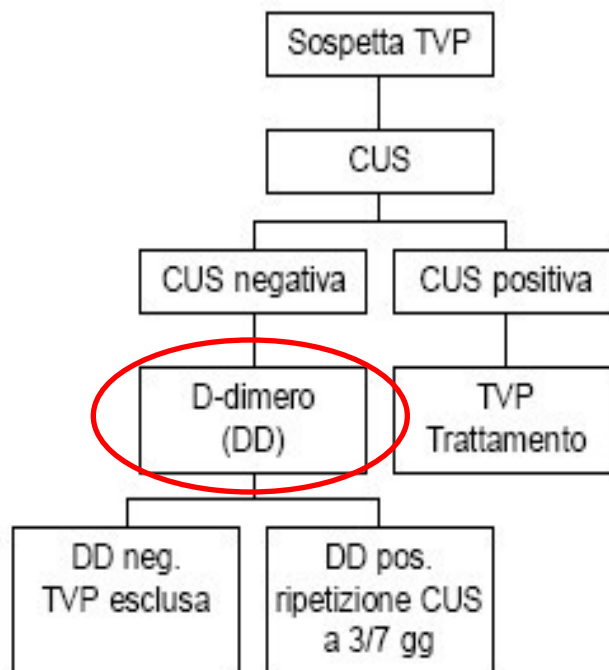 Sospetta TVP
CUS
CUS negativa
CUS positiva
D-dimero
(DD)
TVP
Trattamento
DD neg.
TVP esclusa
DD pos.
ripetizione CUS
a 3/7 gg